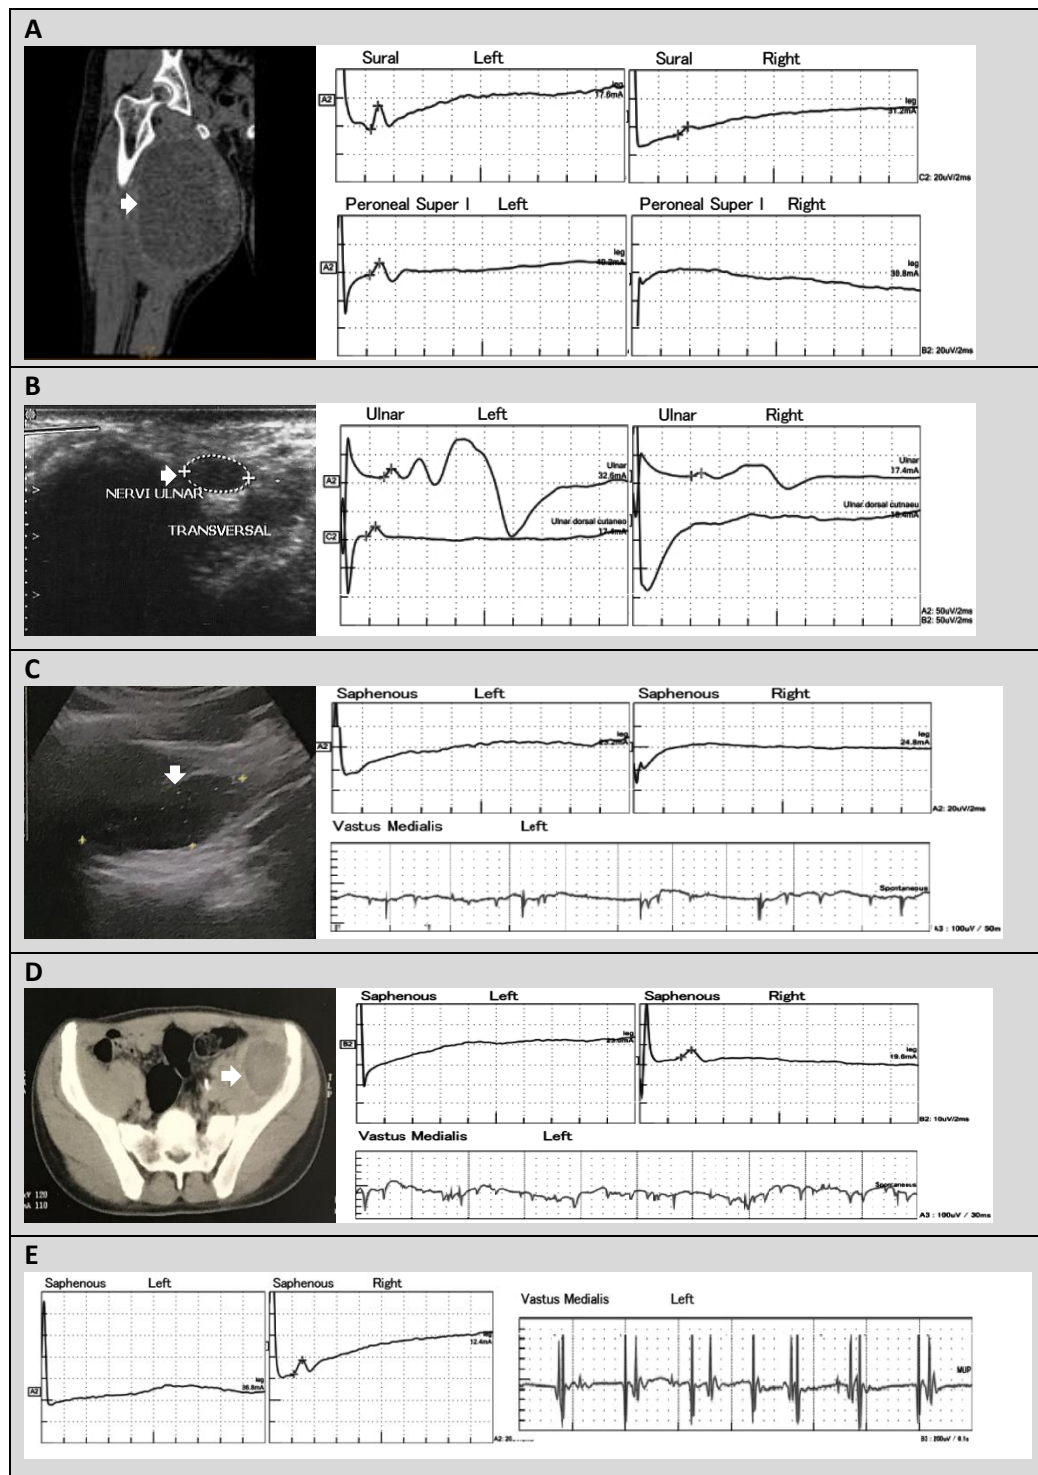 A
Sural Left
Sural Right
A2
leg
17.6mA
leg
31.2mA
C2: 20uV/2ms
Peroneal Super l Left
Peroneal Super l Right
A2
leg
40.2mA
leg
30.8mA
B2: 20uV/2ms
B
NERVI ULNAR
TRANSVERSAL
Ulnar Left
Ulnar Right
A2
Ulnar
32.6mA
Ulnar
17.4mA
C2
Ulnar dorsal cutaneo
17.4mA
Ulnar dorsal cutnaeu
A2: 50uV/2ms
B2: 50uV/2ms
C
Saphenous Left
Saphenous Right
A2
leg
leg
24.8mA
A2: 20uV/2ms
Vastus Medialis Left
Spontaneous
A3 : 100uV / 50m
D
Saphenous Left
Saphenous Right
B2
leg
leg
19.6mA
B2: 10uV/2ms
Vastus Medialis Left
Spontaneous
A3 : 100uV / 30ms
V 120
A 110
E
Saphenous Left
Saphenous Right
Vastus Medialis Left
A2
leg
36.8mA
leg
12.4mA
A2: 20
MUP
B3 : 200uV / 0.1s